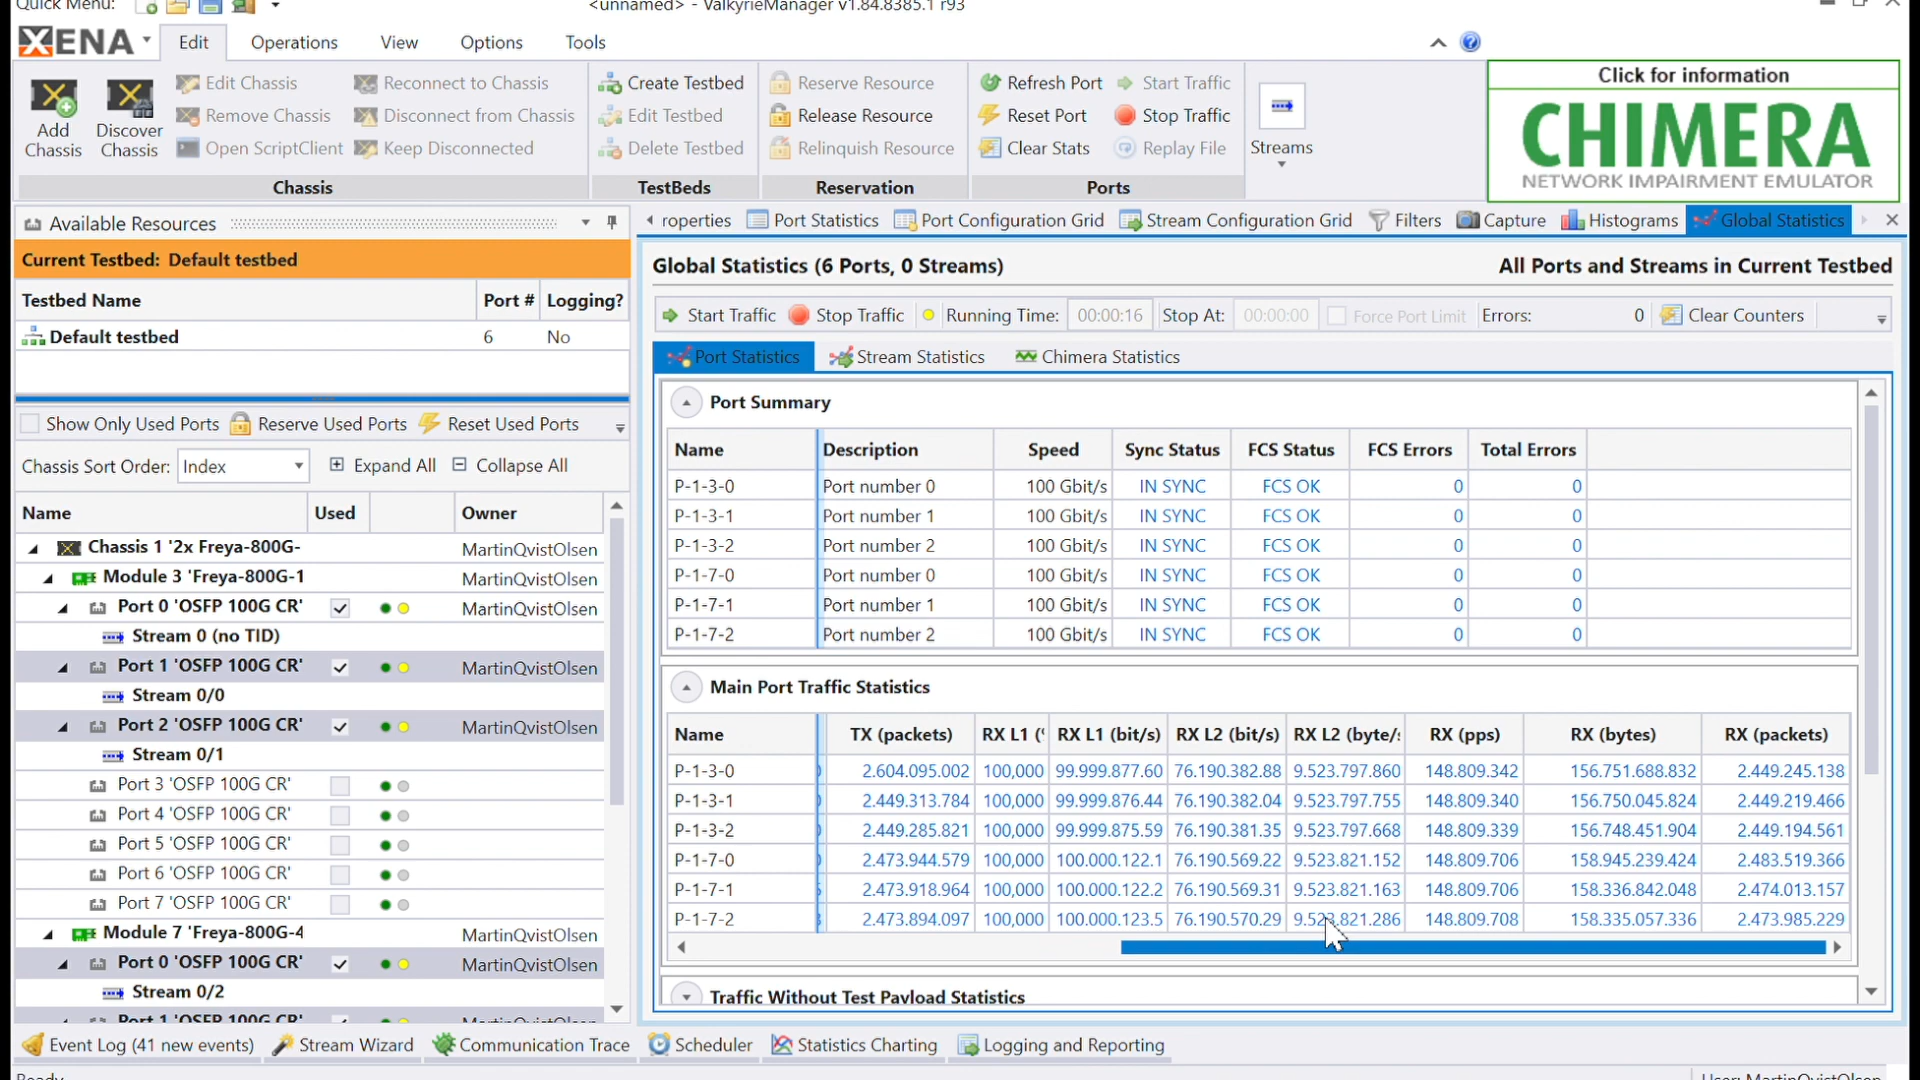 Quick Menu:
<unnamed> - ValkyrieManager v1.84.8385.1 r93
XENA Edit Operations View Options Tools
Edit Chassis Reconnect to Chassis
Remove Chassis Disconnect from Chassis
Open ScriptClient Keep Disconnected
Add Chassis
Discover Chassis
Chassis
Create Testbed
Edit Testbed
Delete Testbed
TestBeds
Reserve Resource
Release Resource
Relinquish Resource
Reservation
Refresh Port Start Traffic
Reset Port Stop Traffic
Clear Stats Replay File
Ports
Streams
Click for information
CHIMERA
NETWORK IMPAIRMENT EMULATOR
Available Resources
Current Testbed: Default testbed
Testbed Name Port # Logging?
Default testbed 6 No
Show Only Used Ports Reserve Used Ports Reset Used Ports
Chassis Sort Order: Index Expand All Collapse All
Name Used Owner
Chassis 1 '2x Freya-800G- MartinQvistOlsen
Module 3 'Freya-800G-1 MartinQvistOlsen
Port 0 'OSFP 100G CR' MartinQvistOlsen
Stream 0 (no TID)
Port 1 'OSFP 100G CR' MartinQvistOlsen
Stream 0/0
Port 2 'OSFP 100G CR' MartinQvistOlsen
Stream 0/1
Port 3 'OSFP 100G CR'
Port 4 'OSFP 100G CR'
Port 5 'OSFP 100G CR'
Port 6 'OSFP 100G CR'
Port 7 'OSFP 100G CR'
Module 7 'Freya-800G-4 MartinQvistOlsen
Port 0 'OSFP 100G CR' MartinQvistOlsen
Stream 0/2
Port 1 'OSFP 100G CR' MartinQvistOlsen
roperties Port Statistics Port Configuration Grid Stream Configuration Grid Filters Capture Histograms Global Statistics
Global Statistics (6 Ports, 0 Streams) All Ports and Streams in Current Testbed
Start Traffic Stop Traffic Running Time: 00:00:16 Stop At: 00:00:00 Force Port Limit Errors: 0 Clear Counters
Port Statistics Stream Statistics Chimera Statistics
Port Summary
Name Description Speed Sync Status FCS Status FCS Errors Total Errors
P-1-3-0 Port number 0 100 Gbit/s IN SYNC FCS OK 0 0
P-1-3-1 Port number 1 100 Gbit/s IN SYNC FCS OK 0 0
P-1-3-2 Port number 2 100 Gbit/s IN SYNC FCS OK 0 0
P-1-7-0 Port number 0 100 Gbit/s IN SYNC FCS OK 0 0
P-1-7-1 Port number 1 100 Gbit/s IN SYNC FCS OK 0 0
P-1-7-2 Port number 2 100 Gbit/s IN SYNC FCS OK 0 0
Main Port Traffic Statistics
Name TX (packets) RX L1 (% RX L1 (bit/s) RX L2 (bit/s) RX L2 (byte/s RX (pps) RX (bytes) RX (packets)
P-1-3-0 2.604.095.002 100,000 99.999.877.60 76.190.382.88 9.523.797.860 148.809.342 156.751.688.832 2.449.245.138
P-1-3-1 2.449.313.784 100,000 99.999.876.44 76.190.382.04 9.523.797.755 148.809.340 156.750.045.824 2.449.219.466
P-1-3-2 2.449.285.821 100,000 99.999.875.59 76.190.381.35 9.523.797.668 148.809.339 156.748.451.904 2.449.194.561
P-1-7-0 2.473.944.579 100,000 100.000.122.1 76.190.569.22 9.523.821.152 148.809.706 158.945.239.424 2.483.519.366
P-1-7-1 2.473.918.964 100,000 100.000.122.2 76.190.569.31 9.523.821.163 148.809.706 158.336.842.048 2.474.013.157
P-1-7-2 2.473.894.097 100,000 100.000.123.5 76.190.570.29 9.523.821.286 148.809.708 158.335.057.336 2.473.985.229
Traffic Without Test Payload Statistics
Event Log (41 new events) Stream Wizard Communication Trace Scheduler Statistics Charting Logging and Reporting
Ready User: MartinQvistOlsen